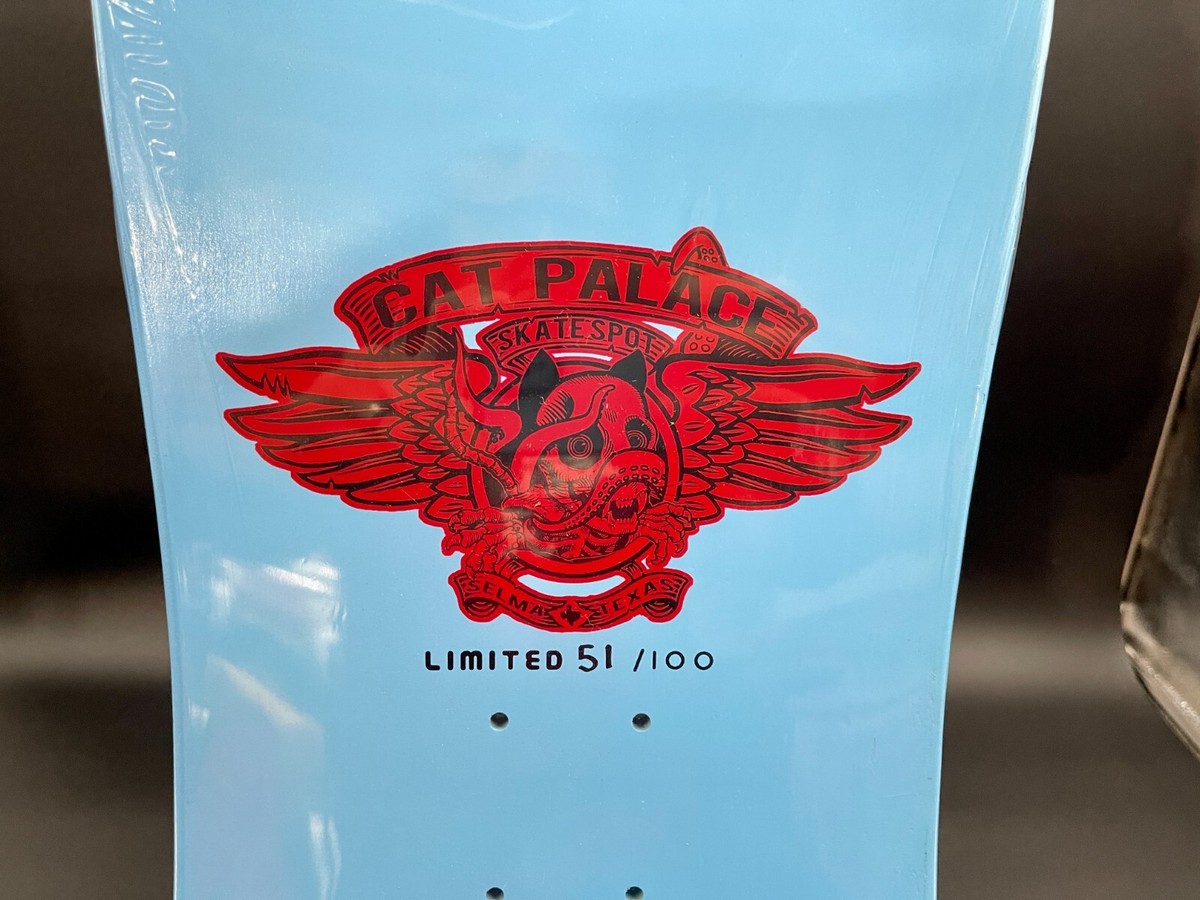 CAT PALACE
SKATE SPOT
SELMA TEXAS
LIMITED 51 /100